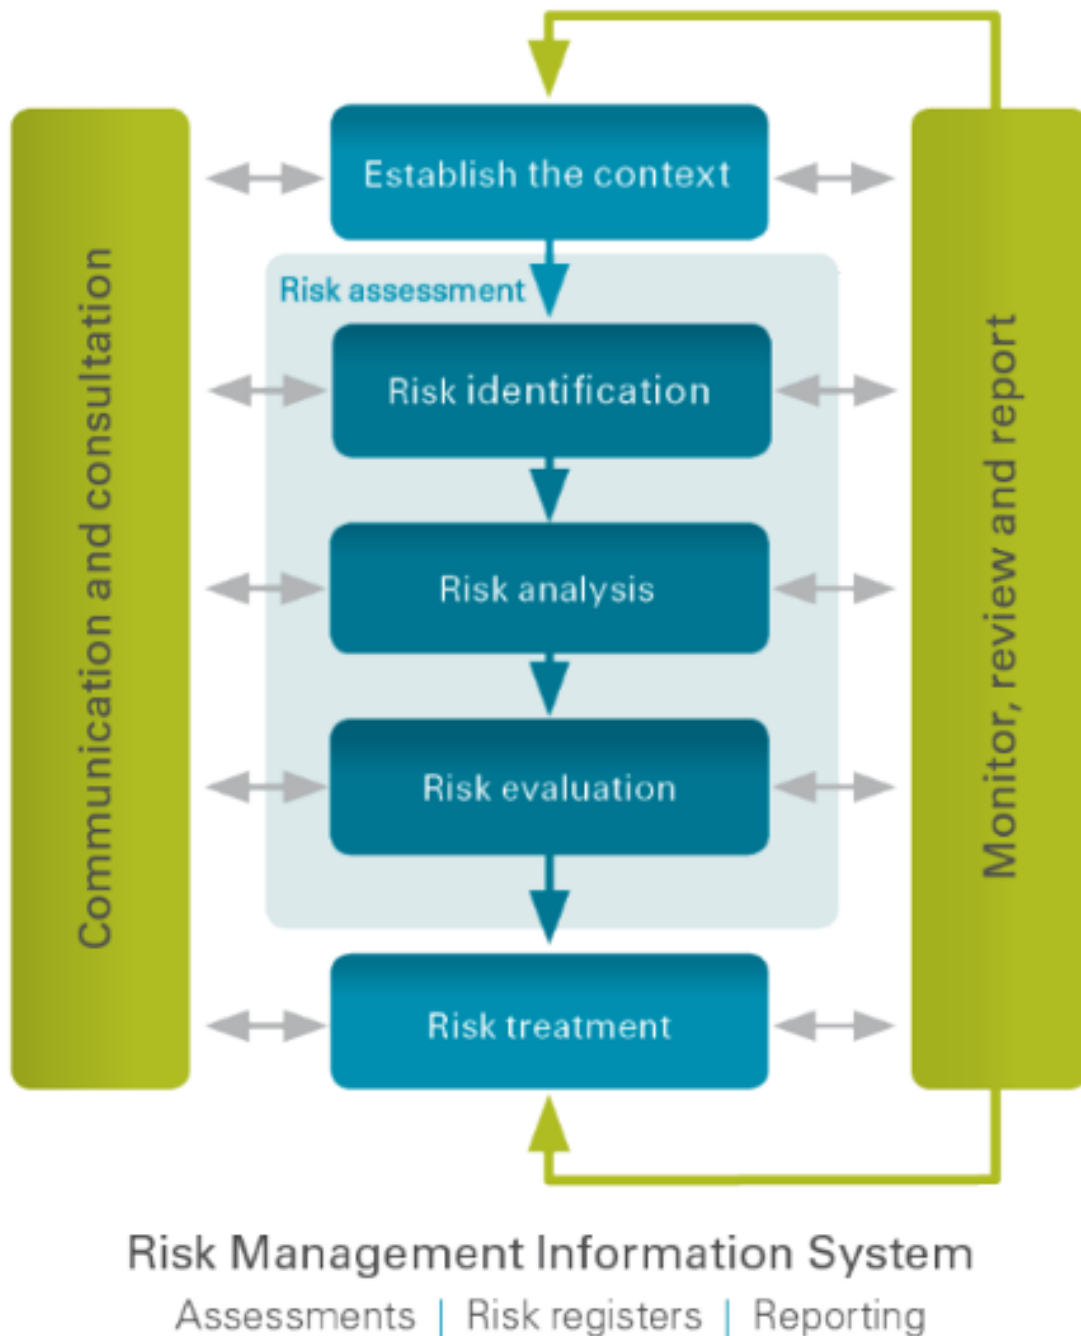 Establish the context
Risk assessment
Risk identification
Risk analysis
Risk evaluation
Risk treatment
Communication and consultation
Monitor, review and report
Risk Management Information System
Assessments | Risk registers | Reporting